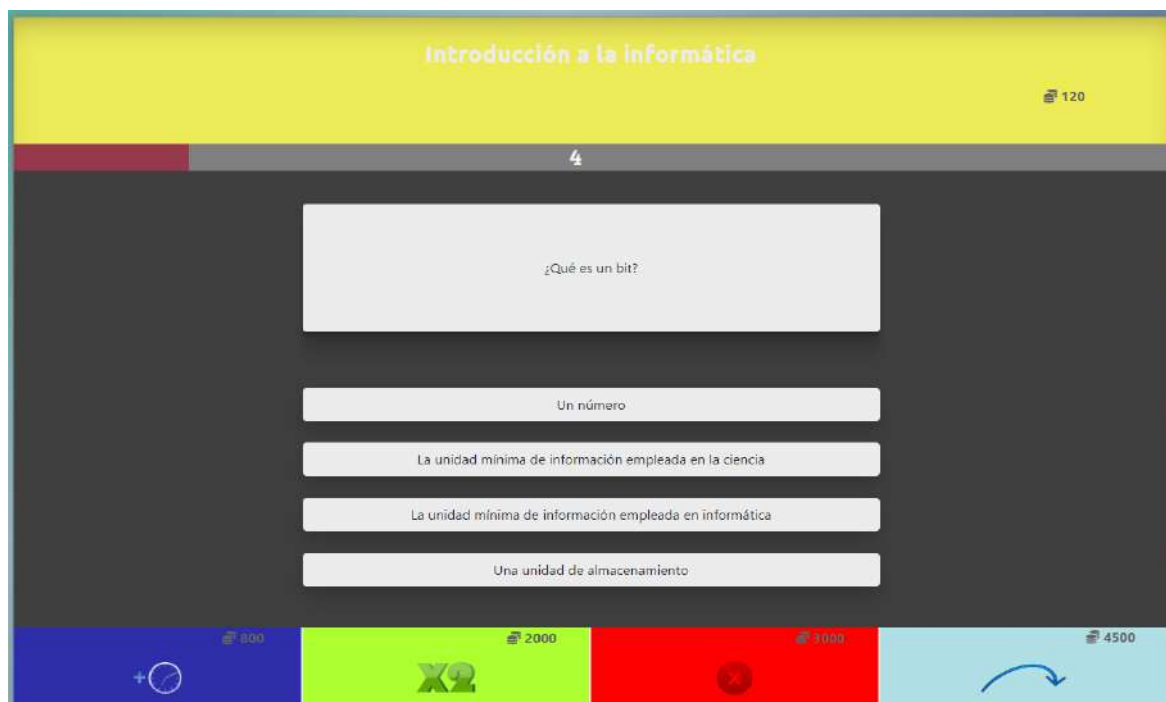 Introducción a la informática
120
4
¿Qué es un bit?
Un número
La unidad mínima de información empleada en la ciencia
La unidad mínima de información empleada en informática
Una unidad de almacenamiento
800
2000
3000
4500
+
X2